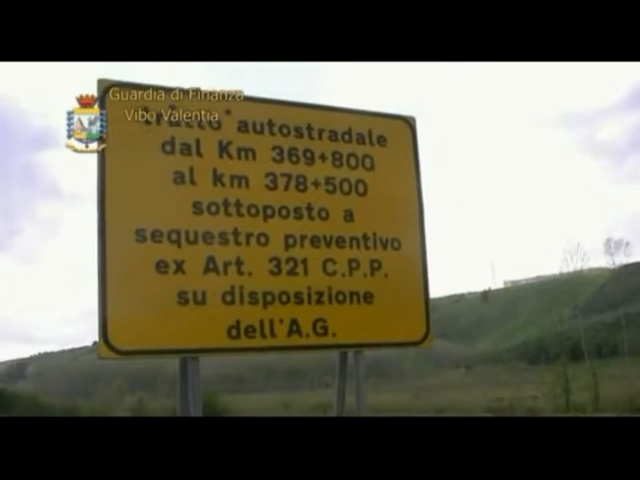 Guardia di Finanza
Vibo Valentia
tratto autostradale
dal Km 369+800
al km 378+500
sottoposto a
sequestro preventivo
ex Art. 321 C.P.P.
su disposizione
dell'A.G.